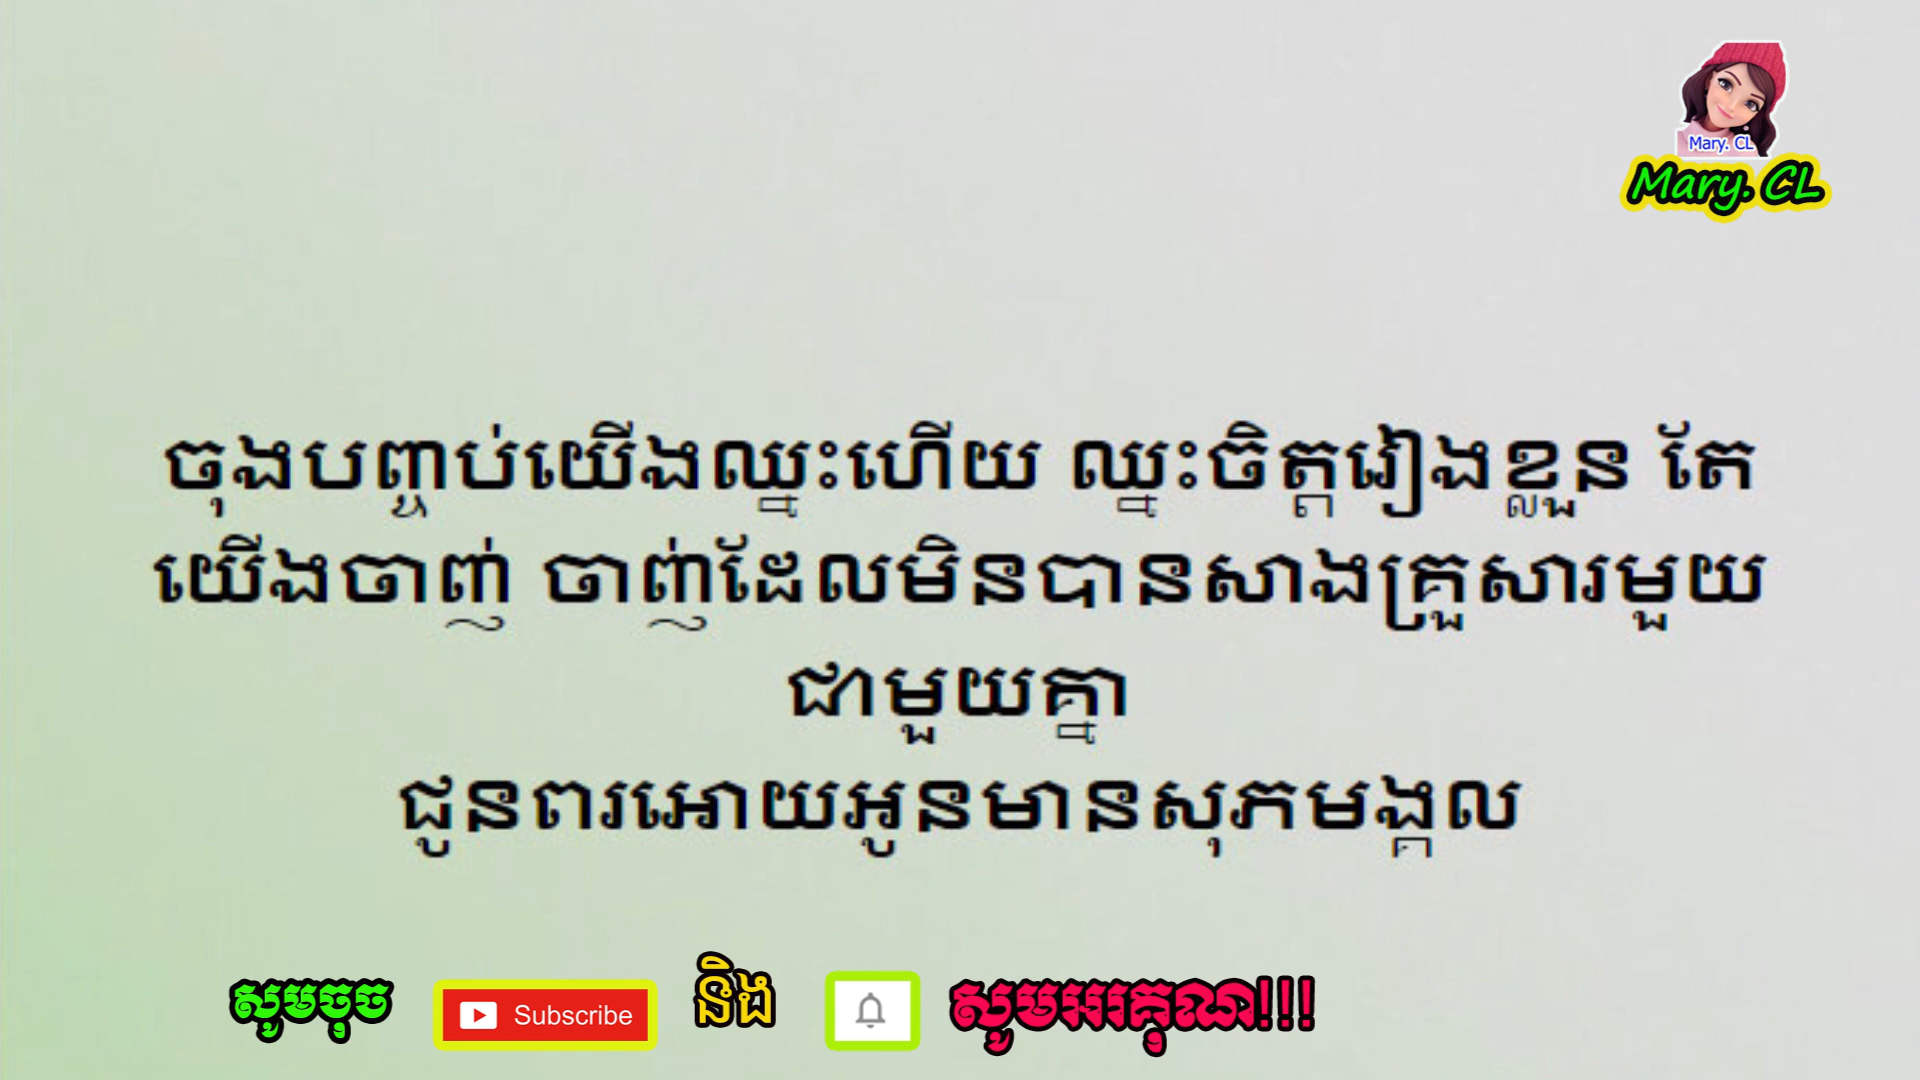 Mary. CL
Mary. CL
ចុងបញ្ចប់យើងឈ្នះហើយ ឈ្នះចិត្តរៀងខ្លួន តែ
យើងចាញ់ ចាញ់ដែលមិនបានសាងគ្រួសារមួយ
ជាមួយគ្នា
ជូនពរអោយអូនមានសុភមង្គល
សូមចុច Subscribe និង សូមអរគុណ!!!